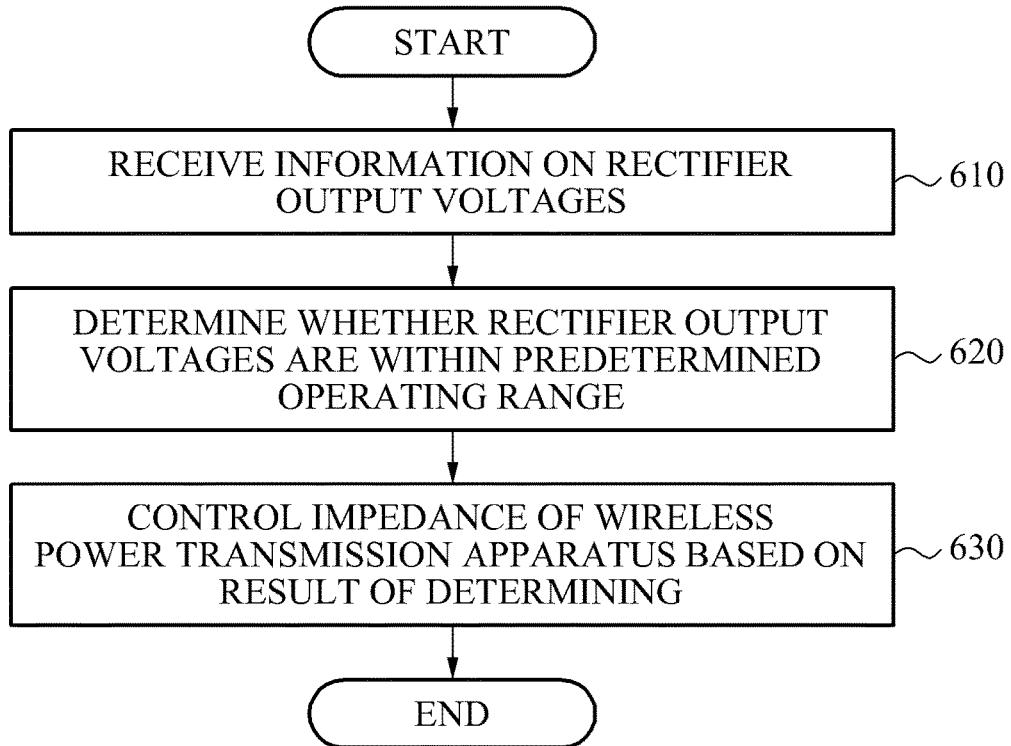 START
RECEIVE INFORMATION ON RECTIFIER
OUTPUT VOLTAGES
610
DETERMINE WHETHER RECTIFIER OUTPUT
VOLTAGES ARE WITHIN PREDETERMINED
OPERATING RANGE
620
CONTROL IMPEDANCE OF WIRELESS
POWER TRANSMISSION APPARATUS BASED ON
RESULT OF DETERMINING
630
END